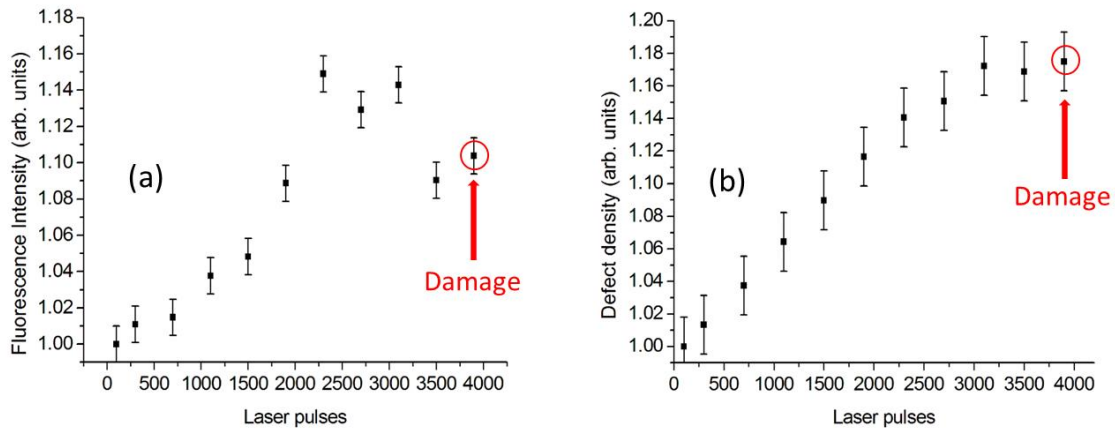 1.18
1.16
1.14
1.12
1.10
1.08
1.06
1.04
1.02
1.00
Fluorescence Intensity (arb. units)
(a)
Damage
0 500 1000 1500 2000 2500 3000 3500 4000
Laser pulses
1.20
1.18
1.16
1.14
1.12
1.10
1.08
1.06
1.04
1.02
1.00
Defect density (arb. units)
(b)
Damage
0 500 1000 1500 2000 2500 3000 3500 4000
Laser pulses